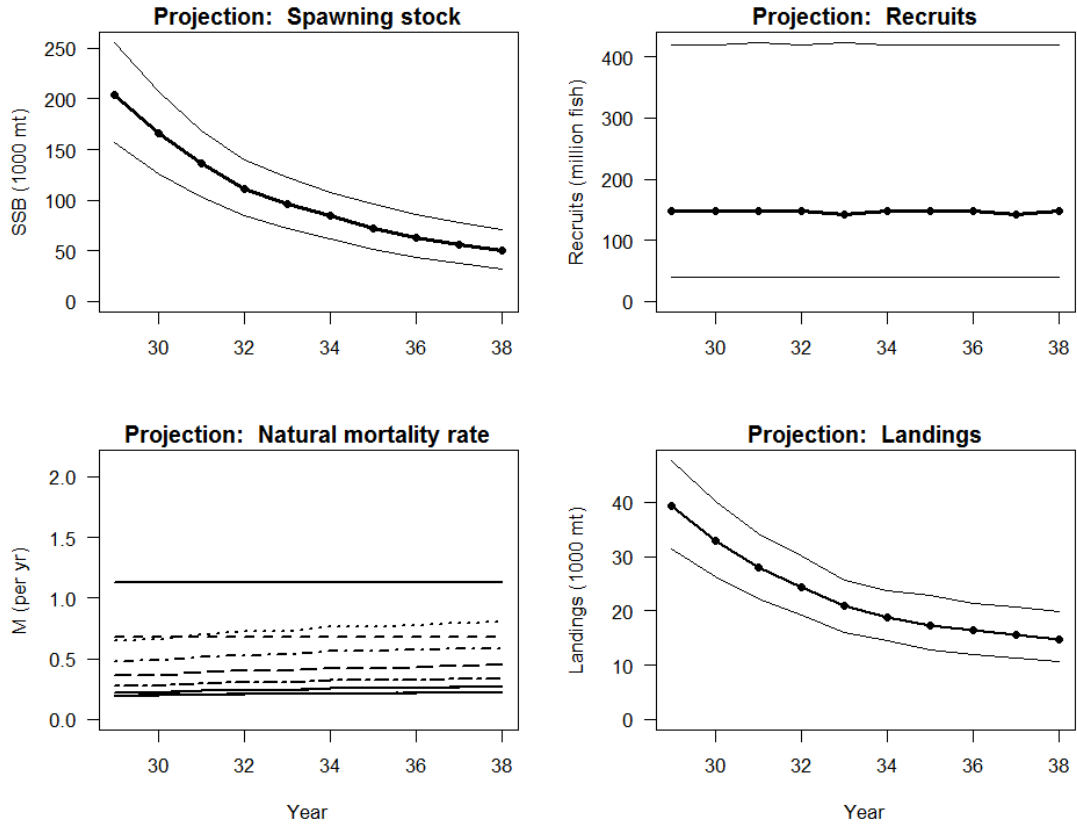 Projection: Spawning stock
SSB (1000 mt)
250
200
150
100
50
0
30 32 34 36 38
Projection: Recruits
Recruits (million fish)
400
300
200
100
0
30 32 34 36 38
Projection: Natural mortality rate
M (per yr)
2.0
1.5
1.0
0.5
0.0
30 32 34 36 38
Year
Projection: Landings
Landings (1000 mt)
40
30
20
10
0
30 32 34 36 38
Year